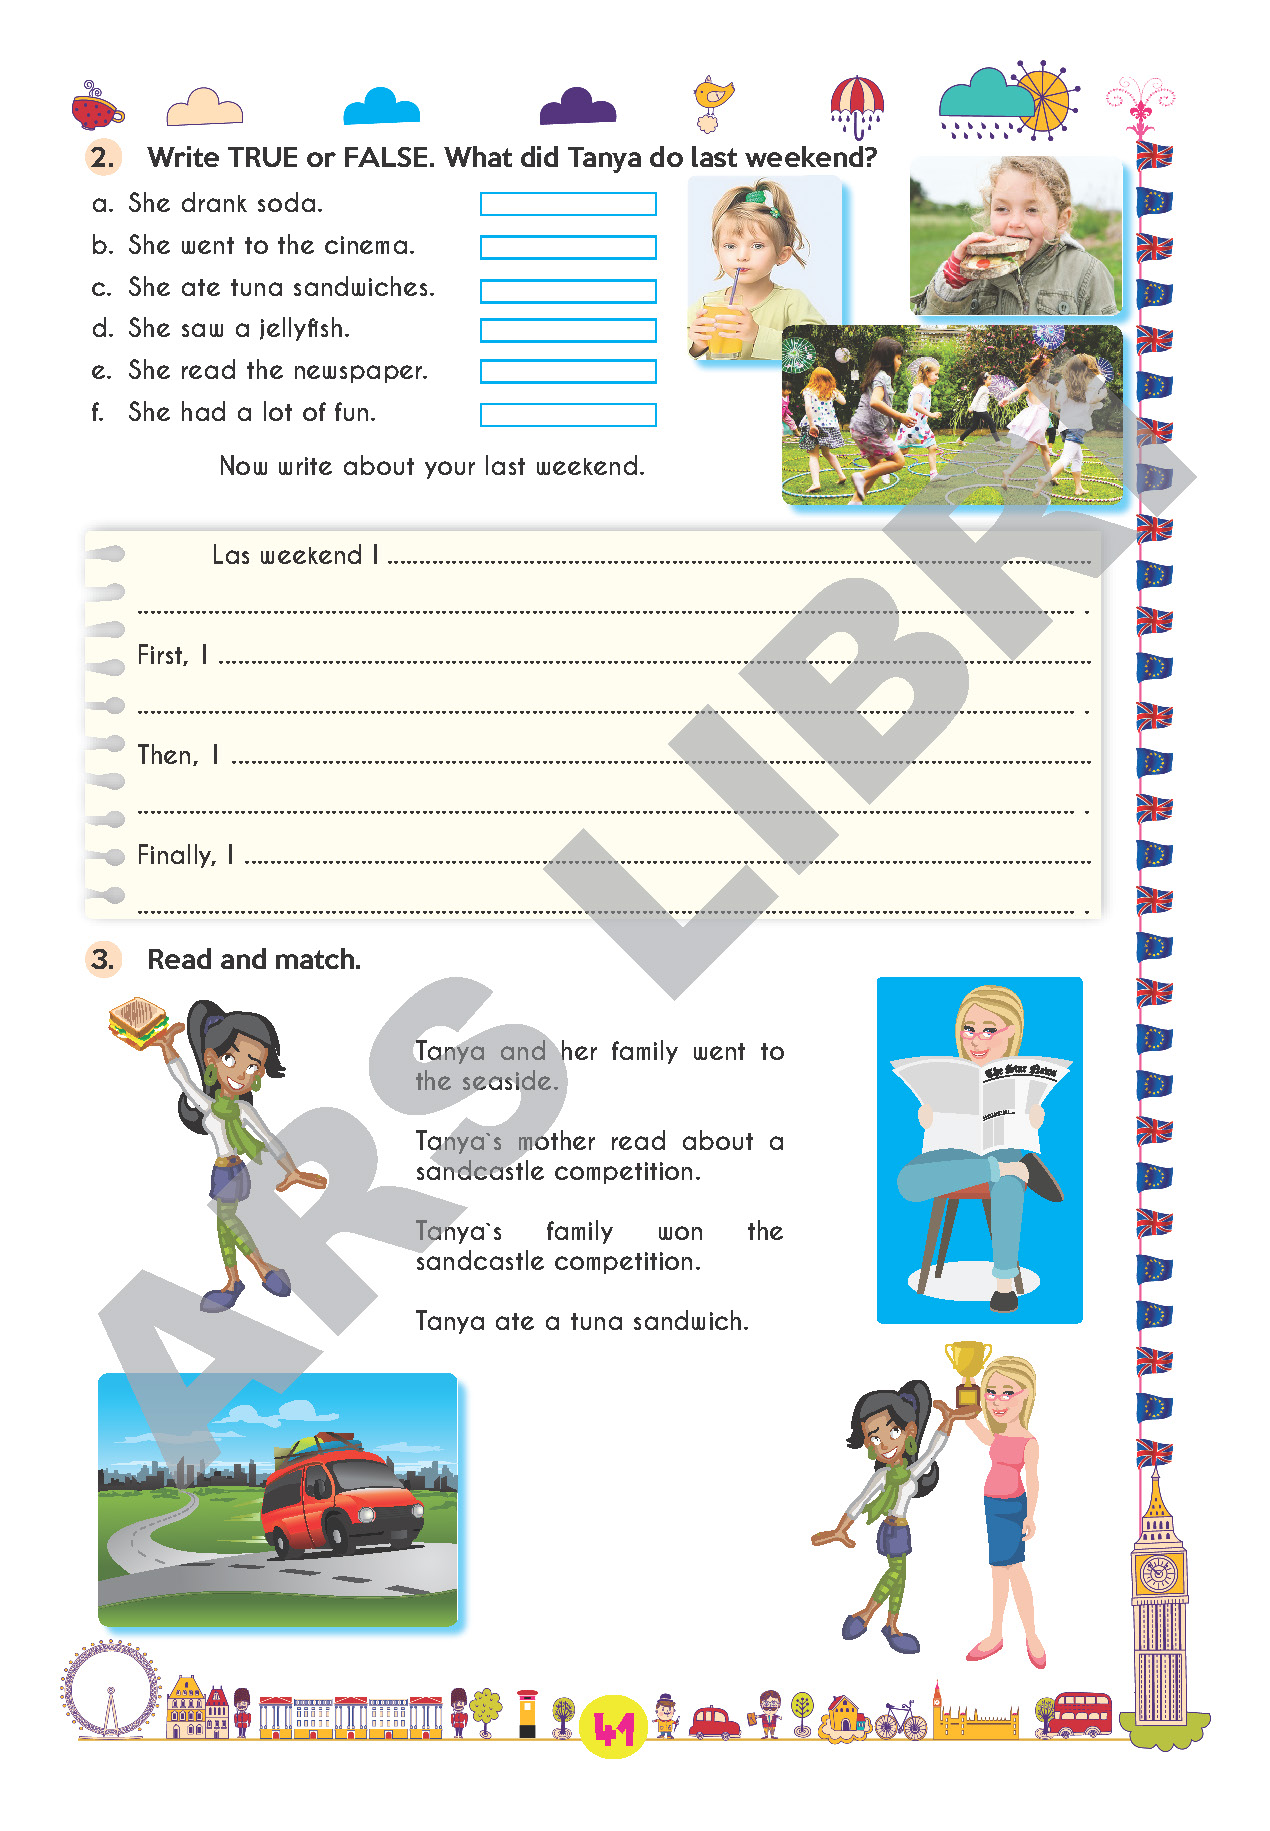 2. Write TRUE or FALSE. What did Tanya do last weekend?
a. She drank soda.
b. She went to the cinema.
c. She ate tuna sandwiches.
d. She saw a jellyfish.
e. She read the newspaper.
f. She had a lot of fun.
Now write about your last weekend.
Las weekend I ................................................
................................................ .
First, I ................................................
................................................ .
Then, I ................................................
................................................ .
Finally, I ................................................
................................................ .
3. Read and match.
Tanya and her family went to
the seaside.
Tanya`s mother read about a
sandcastle competition.
Tanya`s family won the
sandcastle competition.
Tanya ate a tuna sandwich.
The Star News
ARS LIBRI
41